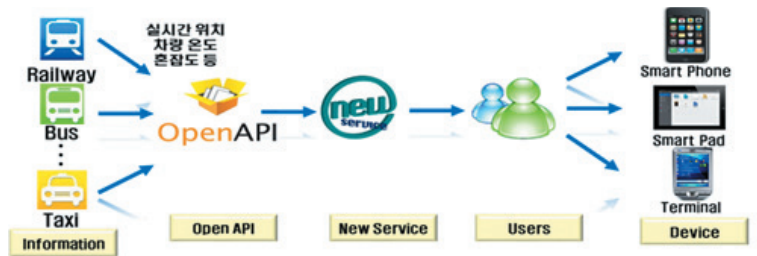 실시간 위치
차량 온도
혼잡도 등
Railway
Bus
Taxi
OpenAPI
new
service
Smart Phone
Smart Pad
Terminal
Information
Open API
New Service
Users
Device